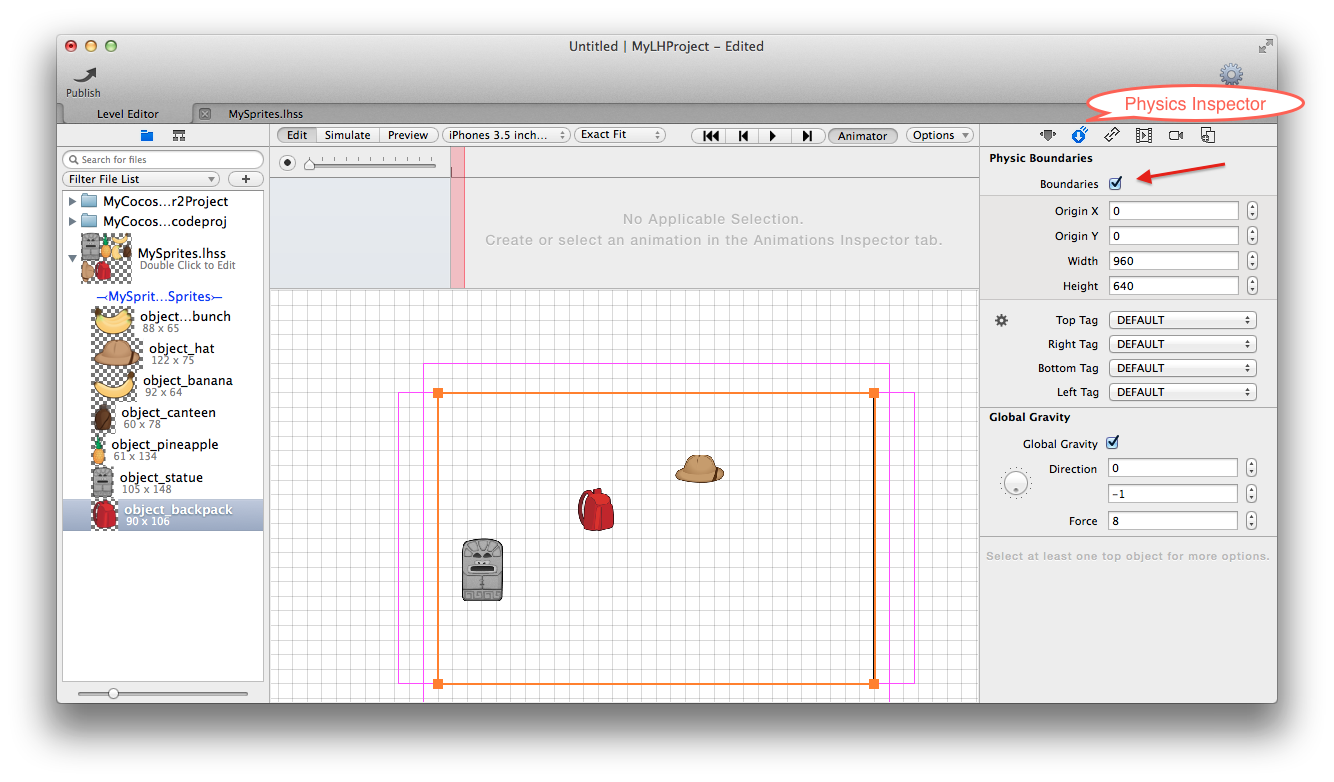 Untitled | MyLHProject – Edited
Publish
Physics Inspector
Level Editor
MySprites.lhss
Edit
Simulate
Preview
iPhones 3.5 inch...
Exact Fit
Animator
Options
Search for files
Filter File List
+
MyCocos...r2Project
MyCocos...codeproj
MySprites.lhss
Double Click to Edit
—‹MySprit...Sprites›—
object...bunch
88 x 65
object_hat
122 x 75
object_banana
92 x 64
object_canteen
60 x 78
object_pineapple
61 x 134
object_statue
105 x 148
object_backpack
90 x 106
No Applicable Selection.
Create or select an animation in the Animations Inspector tab.
Physic Boundaries
Boundaries
Origin X 0
Origin Y 0
Width 960
Height 640
Top Tag DEFAULT
Right Tag DEFAULT
Bottom Tag DEFAULT
Left Tag DEFAULT
Global Gravity
Global Gravity
Direction 0
-1
Force 8
Select at least one top object for more options.